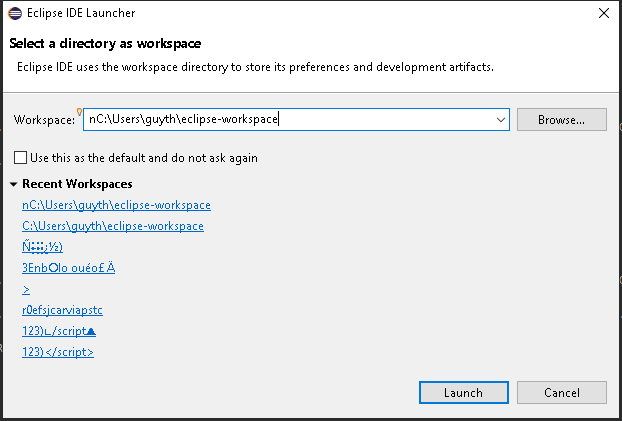 Eclipse IDE Launcher
Select a directory as workspace
Eclipse IDE uses the workspace directory to store its preferences and development artifacts.
Workspace: nC:\Users\guyth\eclipse-workspace Browse...
Use this as the default and do not ask again
Recent Workspaces
nC:\Users\guyth\eclipse-workspace
C:\Users\guyth\eclipse-workspace
3EnbOlo ouéo£ Ä
>
r0efsjcarviapstc
123)∟/script▲
123)</script>
Launch Cancel